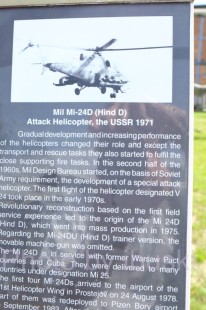 Mil Mi-24D (Hind D)
Attack Helicopter, the USSR 1971
Gradual development and increasing performance
of the helicopters changed their role and except the
transport and rescue tasks they also started to fulfil the
close supporting fire tasks. In the second half of the
1960s, Mil Design Bureau started, on the basis of Soviet
Army requirement, the development of a special attack
helicopter. The first flight of the helicopter designated V
24 took place in the early 1970s.
Revolutionary reconstruction based on the first field
service experience led to the origin of the Mi 24D
(Hind D), which went into mass production in 1975.
Regarding the Mi-24DU (Hind D) trainer version, the
movable machine-gun was omitted.
The Mi-24D is in service with former Warsaw Pact
countries and Cuba. They were delivered to many
countries under designation Mi 25.
The first four Mi-24Ds arrived to the airport of the
51st Helicopter Wing in Prostějov on 24 August 1978.
Part of them was redeployed to Plzen Bory airport
September 1983. After